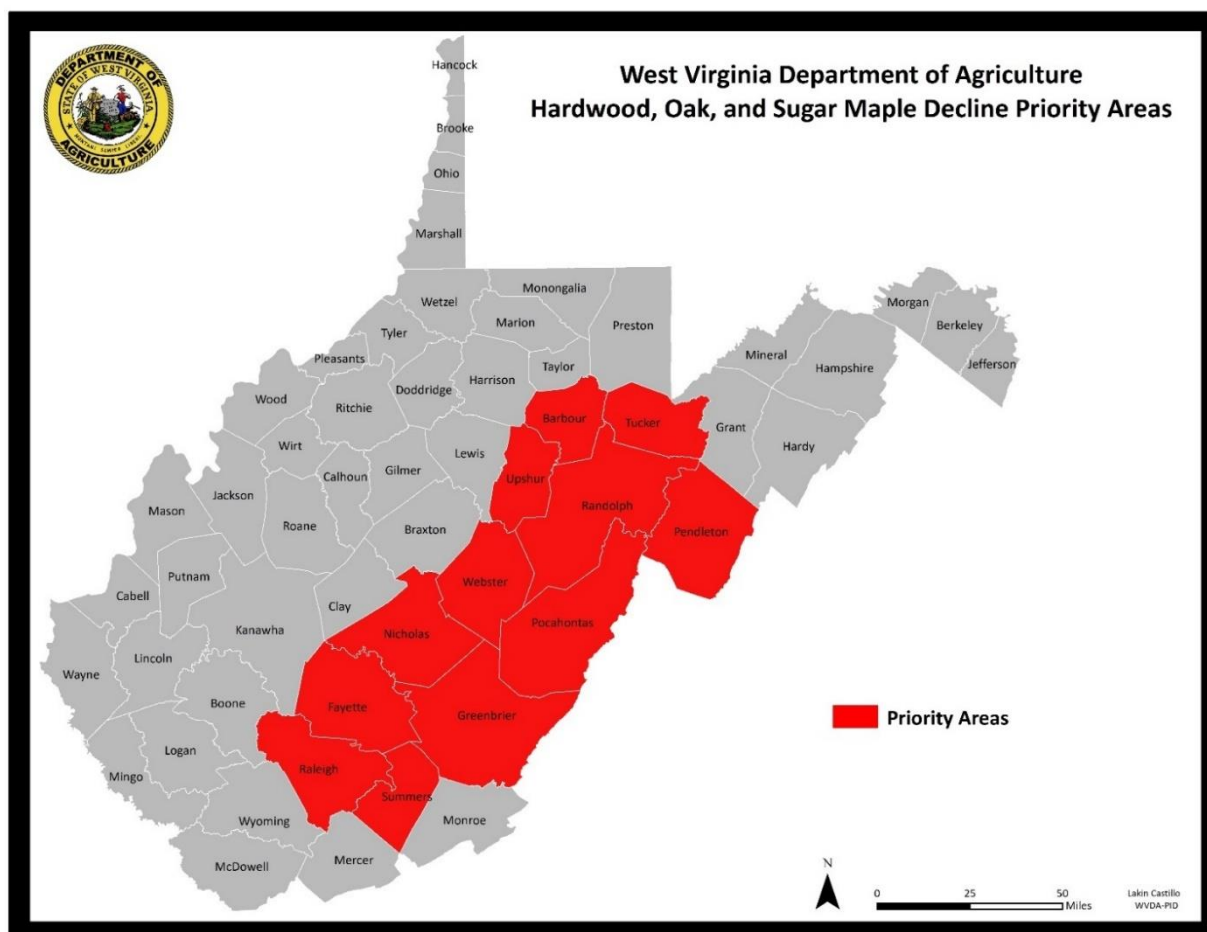 DEPARTMENT OF
STATE OF WEST VIRGINIA
MONTANI SEMPER LIBERI
AGRICULTURE
West Virginia Department of Agriculture
Hardwood, Oak, and Sugar Maple Decline Priority Areas
Hancock
Brooke
Ohio
Marshall
Wetzel
Monongalia
Marion
Preston
Tyler
Pleasants
Doddridge
Harrison
Taylor
Mineral
Hampshire
Morgan
Berkeley
Jefferson
Wood
Ritchie
Barbour
Tucker
Grant
Hardy
Wirt
Lewis
Gilmer
Calhoun
Upshur
Randolph
Pendleton
Jackson
Mason
Roane
Braxton
Putnam
Cabell
Clay
Webster
Pocahontas
Kanawha
Nicholas
Wayne
Lincoln
Boone
Fayette
Greenbrier
Logan
Mingo
Raleigh
Summers
Wyoming
Monroe
McDowell
Mercer
Priority Areas
N
0 25 50
Miles
Lakin Castillo
WVDA-PID